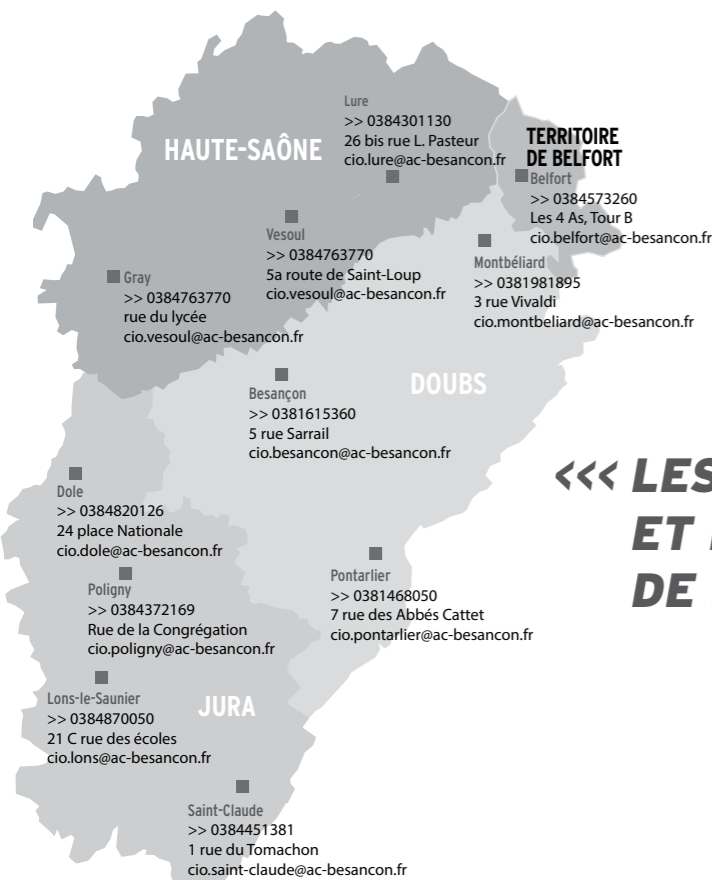 Lure
>> 0384301130
26 bis rue L. Pasteur
cio.lure@ac-besancon.fr
HAUTE-SAÔNE
TERRITOIRE
DE BELFORT
Belfort
>> 0384573260
Les 4 As, Tour B
cio.belfort@ac-besancon.fr
Vesoul
>> 0384763770
5a route de Saint-Loup
cio.vesoul@ac-besancon.fr
Montbéliard
>> 0381981895
3 rue Vivaldi
cio.montbeliard@ac-besancon.fr
Gray
>> 0384763770
rue du lycée
cio.vesoul@ac-besancon.fr
DOUBS
Besançon
>> 0381615360
5 rue Sarrail
cio.besancon@ac-besancon.fr
<<< LES
ET
DE
Dole
>> 0384820126
24 place Nationale
cio.dole@ac-besancon.fr
Pontarlier
>> 0381468050
7 rue des Abbés Cattet
cio.pontarlier@ac-besancon.fr
Poligny
>> 0384372169
Rue de la Congrégation
cio.poligny@ac-besancon.fr
Lons-le-Saunier
>> 0384870050
21 C rue des écoles
cio.lons@ac-besancon.fr
JURA
Saint-Claude
>> 0384451381
1 rue du Tomachon
cio.saint-claude@ac-besancon.fr